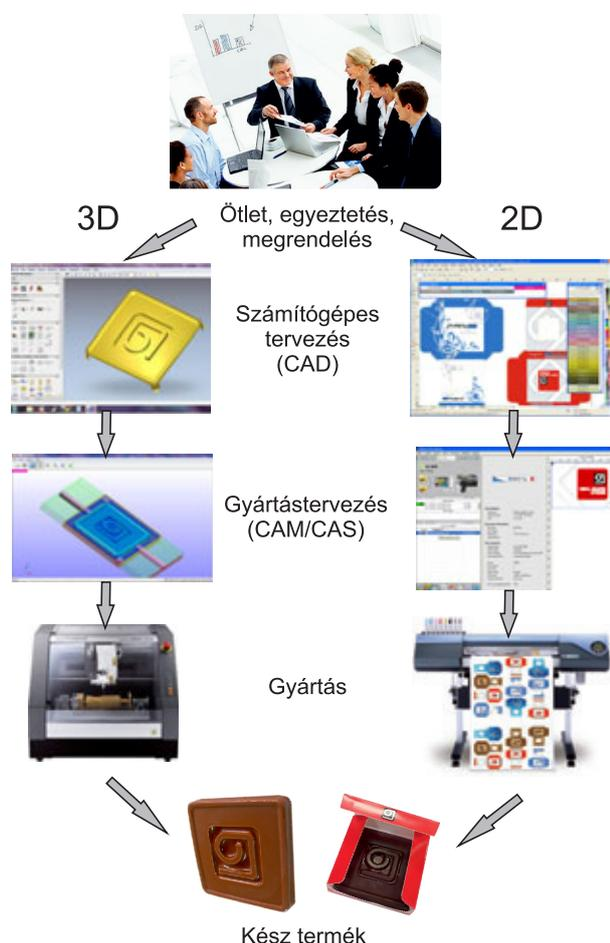 3D
Ötlet, egyeztetés,
megrendelés
2D
Számítógépes
tervezés
(CAD)
Gyártástervezés
(CAM/CAS)
Gyártás
Kész termék